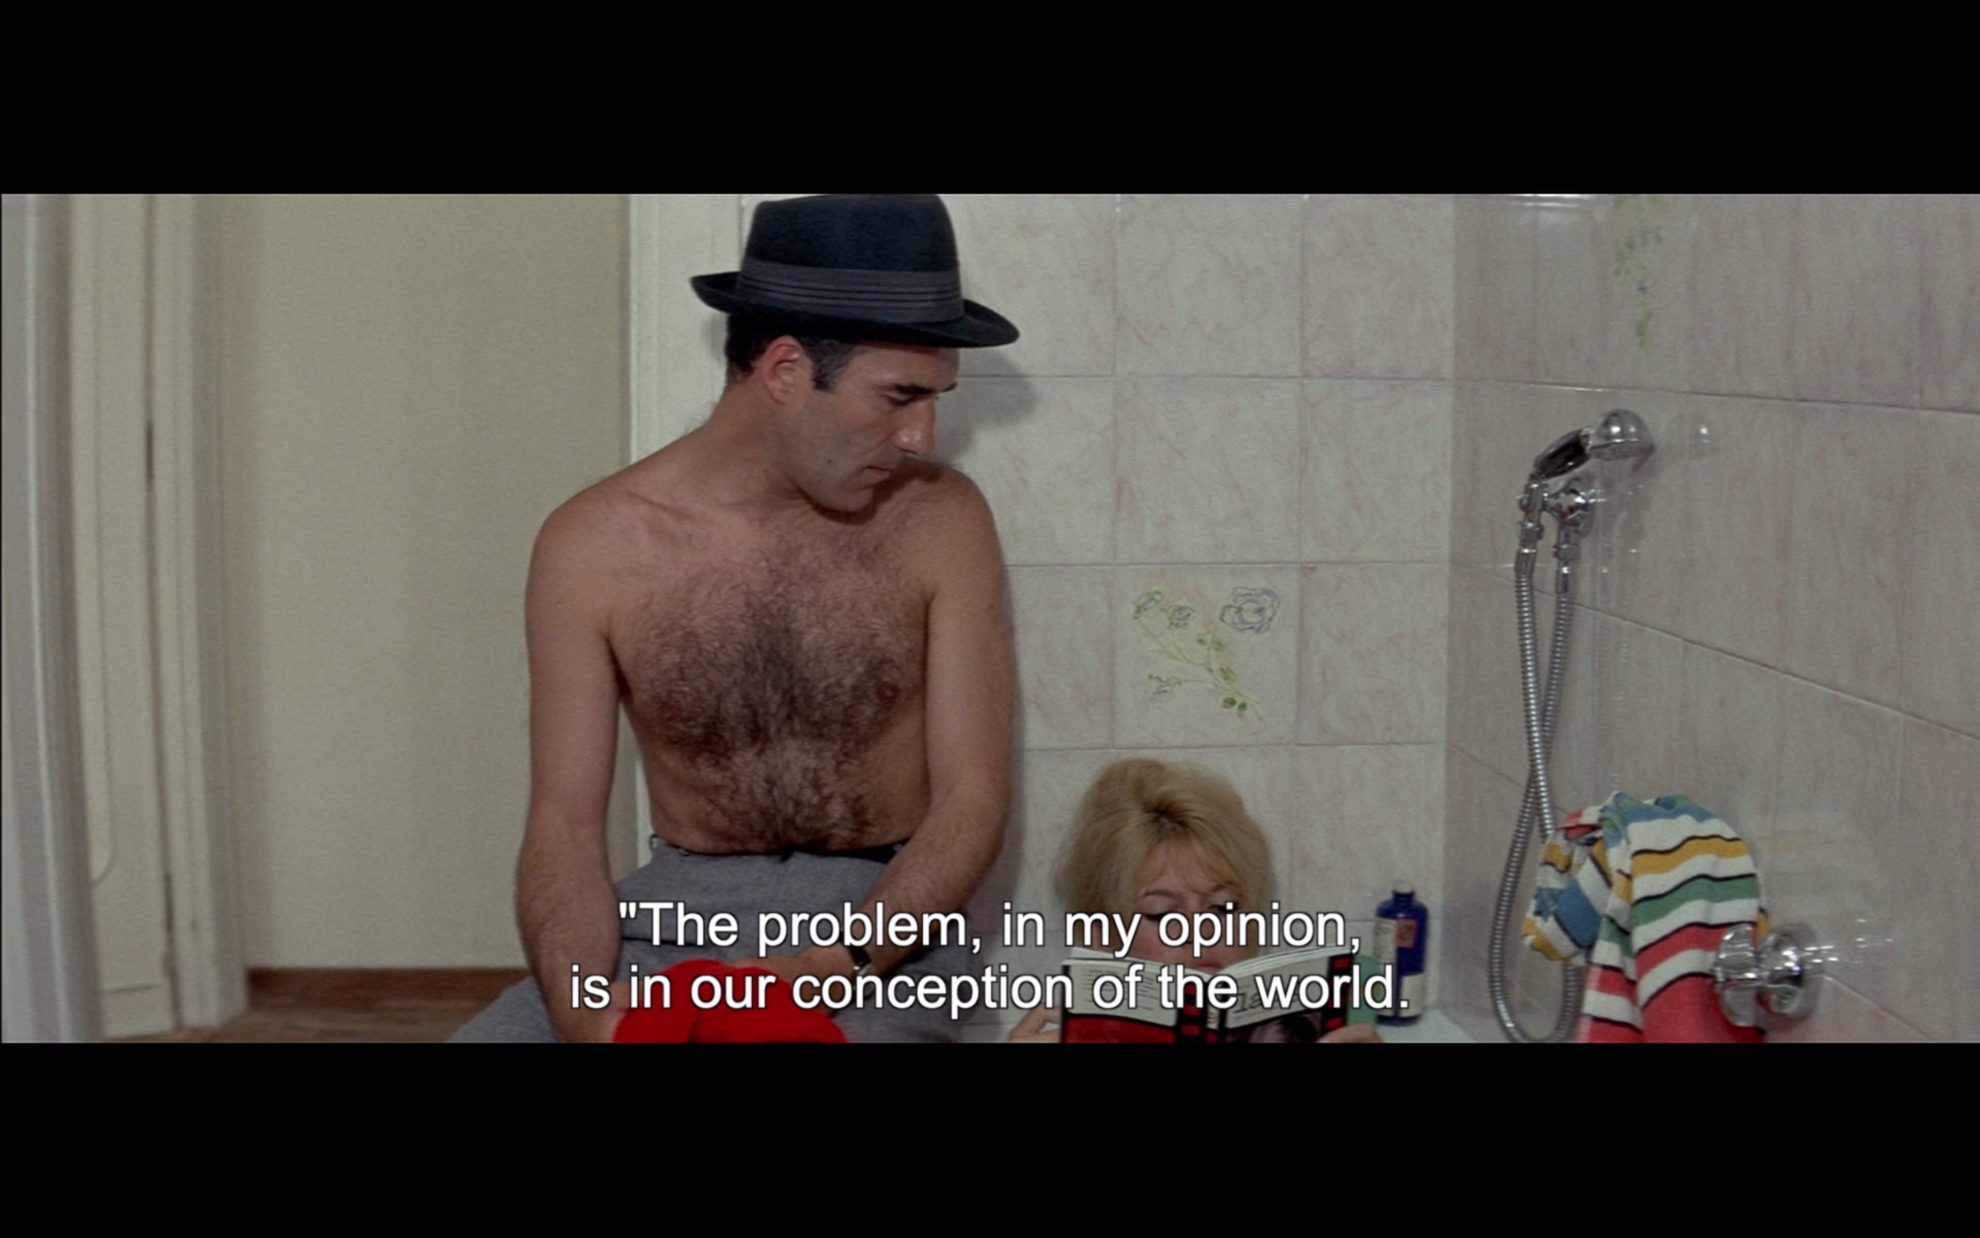 "The problem, in my opinion,
is in our conception of the world.